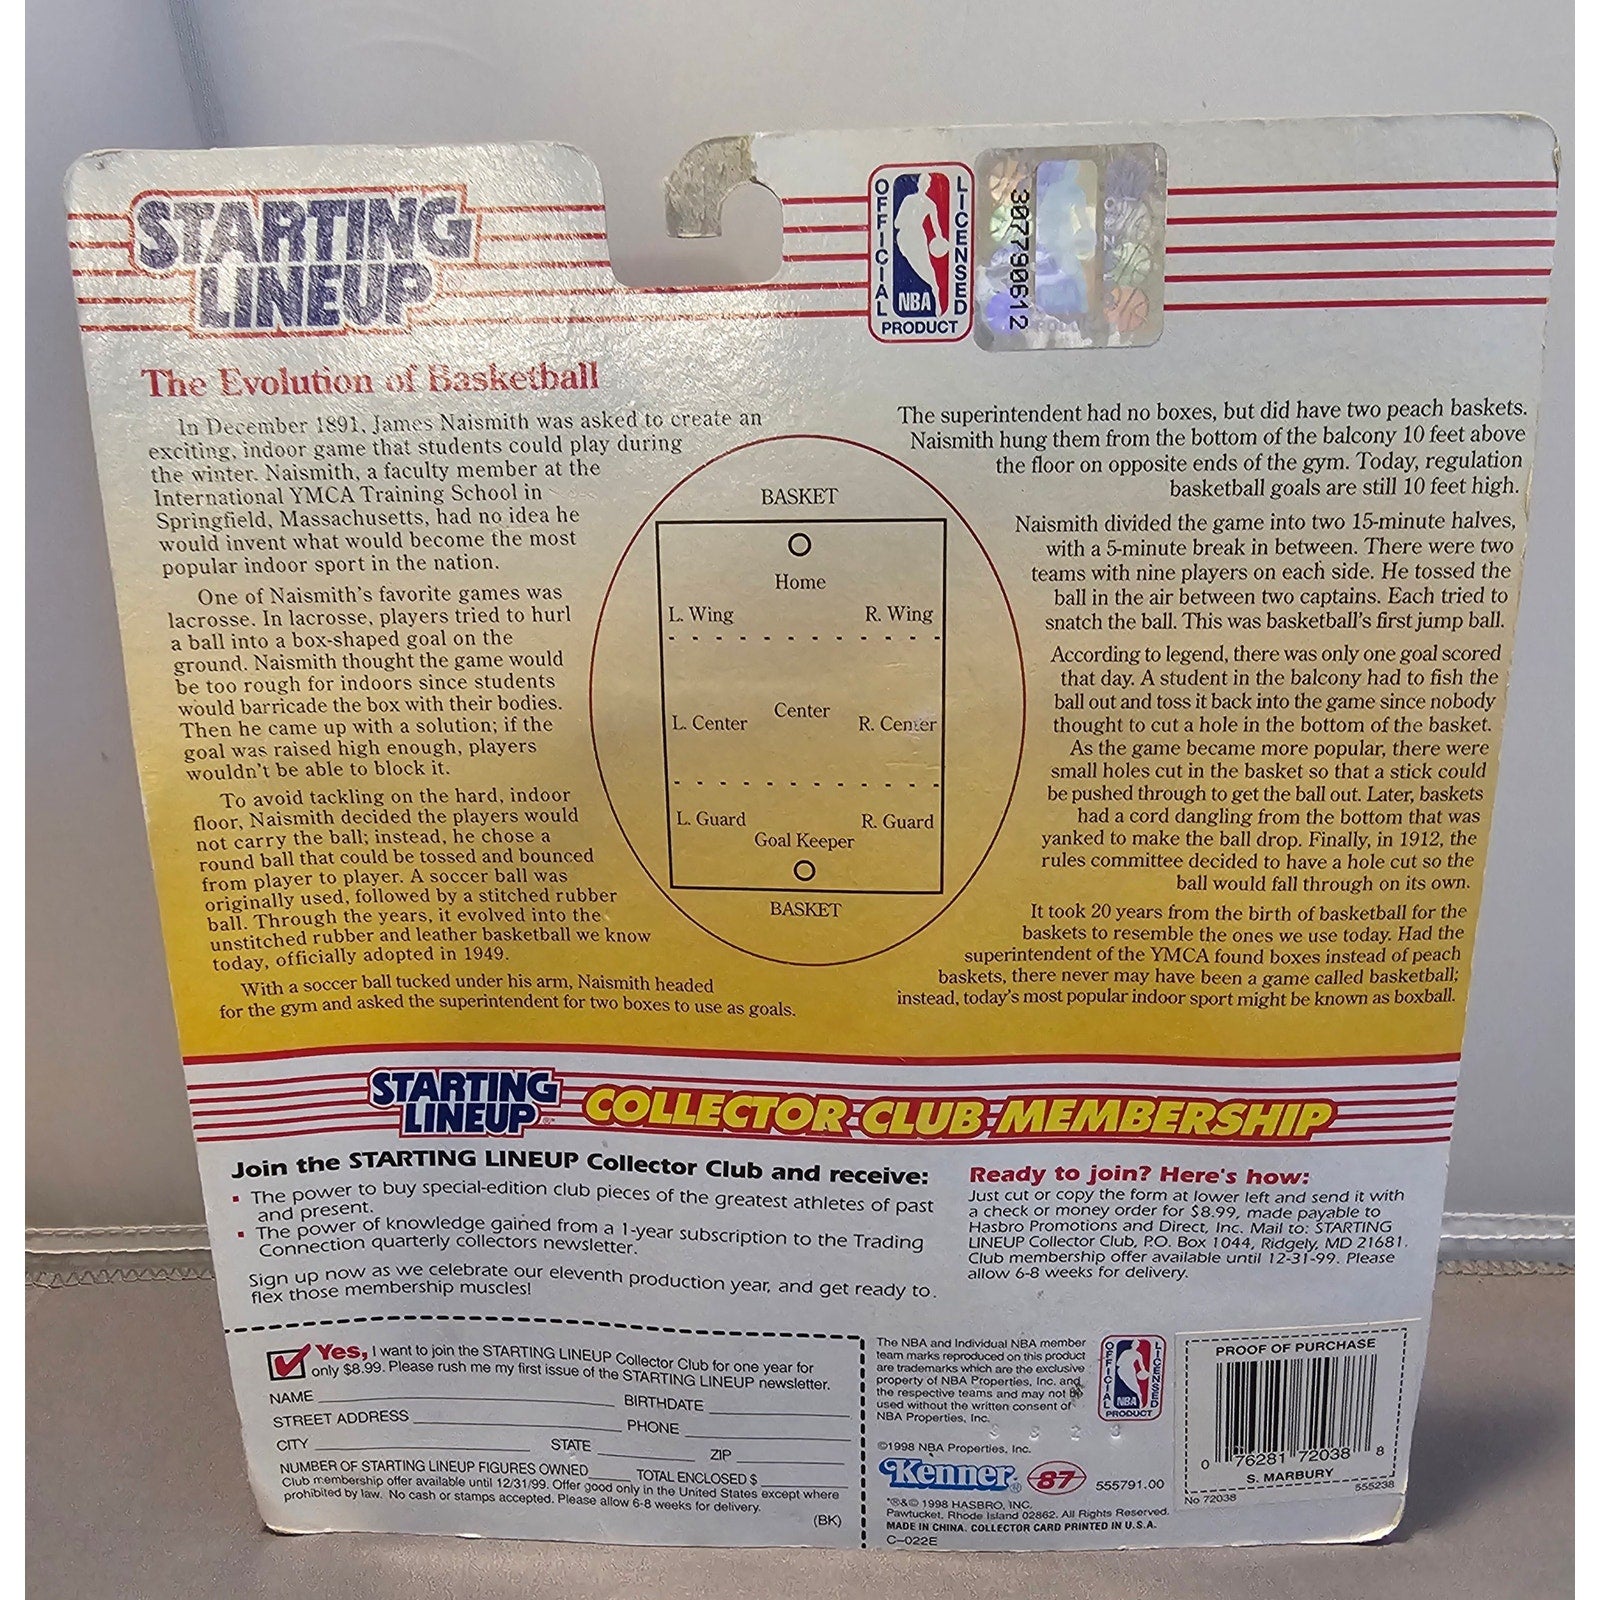 STARTING
LINEUP
OFFICIAL
LICENSED
NBA
PRODUCT
3077790612
The Evolution of Basketball
In December 1891, James Naismith was asked to create an
exciting, indoor game that students could play during
the winter. Naismith, a faculty member at the
International YMCA Training School in
Springfield, Massachusetts, had no idea he
would invent what would become the most
popular indoor sport in the nation.
One of Naismith's favorite games was
lacrosse. In lacrosse, players tried to hurl
a ball into a box-shaped goal on the
ground. Naismith thought the game would
be too rough for indoors since students
would barricade the box with their bodies.
Then he came up with a solution; if the
goal was raised high enough, players
wouldn't be able to block it.
To avoid tackling on the hard, indoor
floor, Naismith decided the players would
not carry the ball; instead, he chose a
round ball that could be tossed and bounced
from player to player. A soccer ball was
originally used, followed by a stitched rubber
ball. Through the years, it evolved into the
unstitched rubber and leather basketball we know
today, officially adopted in 1949.
With a soccer ball tucked under his arm, Naismith headed
for the gym and asked the superintendent for two boxes to use as goals.
BASKET
Home
L. Wing R. Wing
Center
L. Center R. Center
L. Guard R. Guard
Goal Keeper
BASKET
The superintendent had no boxes, but did have two peach baskets.
Naismith hung them from the bottom of the balcony 10 feet above
the floor on opposite ends of the gym. Today, regulation
basketball goals are still 10 feet high.
Naismith divided the game into two 15-minute halves,
with a 5-minute break in between. There were two
teams with nine players on each side. He tossed the
ball in the air between two captains. Each tried to
snatch the ball. This was basketball's first jump ball.
According to legend, there was only one goal scored
that day. A student in the balcony had to fish the
ball out and toss it back into the game since nobody
thought to cut a hole in the bottom of the basket.
As the game became more popular, there were
small holes cut in the basket so that a stick could
be pushed through to get the ball out. Later, baskets
had a cord dangling from the bottom that was
yanked to make the ball drop. Finally, in 1912, the
rules committee decided to have a hole cut so the
ball would fall through on its own.
It took 20 years from the birth of basketball for the
baskets to resemble the ones we use today. Had the
superintendent of the YMCA found boxes instead of peach
baskets, there never may have been a game called basketball;
instead, today's most popular indoor sport might be known as boxball.
STARTING
LINEUP™
COLLECTOR CLUB MEMBERSHIP
Join the STARTING LINEUP Collector Club and receive:
▪ The power to buy special-edition club pieces of the greatest athletes of past
and present.
▪ The power of knowledge gained from a 1-year subscription to the Trading
Connection quarterly collectors newsletter.
Sign up now as we celebrate our eleventh production year, and get ready to
flex those membership muscles!
Ready to join? Here's how:
Just cut or copy the form at lower left and send it with
a check or money order for $8.99, made payable to
Hasbro Promotions and Direct, Inc. Mail to: STARTING
LINEUP Collector Club, P.O. Box 1044, Ridgely, MD 21681.
Club membership offer available until 12-31-99. Please
allow 6-8 weeks for delivery.
Yes, I want to join the STARTING LINEUP Collector Club for one year for
only $8.99. Please rush me my first issue of the STARTING LINEUP newsletter.
NAME BIRTHDATE
STREET ADDRESS PHONE
CITY STATE ZIP
NUMBER OF STARTING LINEUP FIGURES OWNED TOTAL ENCLOSED $
Club membership offer available until 12/31/99. Offer good only in the United States except where
prohibited by law. No cash or stamps accepted. Please allow 6-8 weeks for delivery.
(BK)
The NBA and Individual NBA member
team marks reproduced on this product
are trademarks which are the exclusive
property of NBA Properties, Inc. and
the respective teams and may not be
used without the written consent of
NBA Properties, Inc.
OFFICIAL
LICENSED
NBA
PRODUCT
©1998 NBA Properties, Inc.
Kenner® 87 555791.00
*®&© 1998 HASBRO, INC.
Pawtucket, Rhode Island 02862. All Rights Reserved.
MADE IN CHINA. COLLECTOR CARD PRINTED IN U.S.A.
C-022E
PROOF OF PURCHASE
0 76281 72038 8
S. MARBURY
No 72038
555238